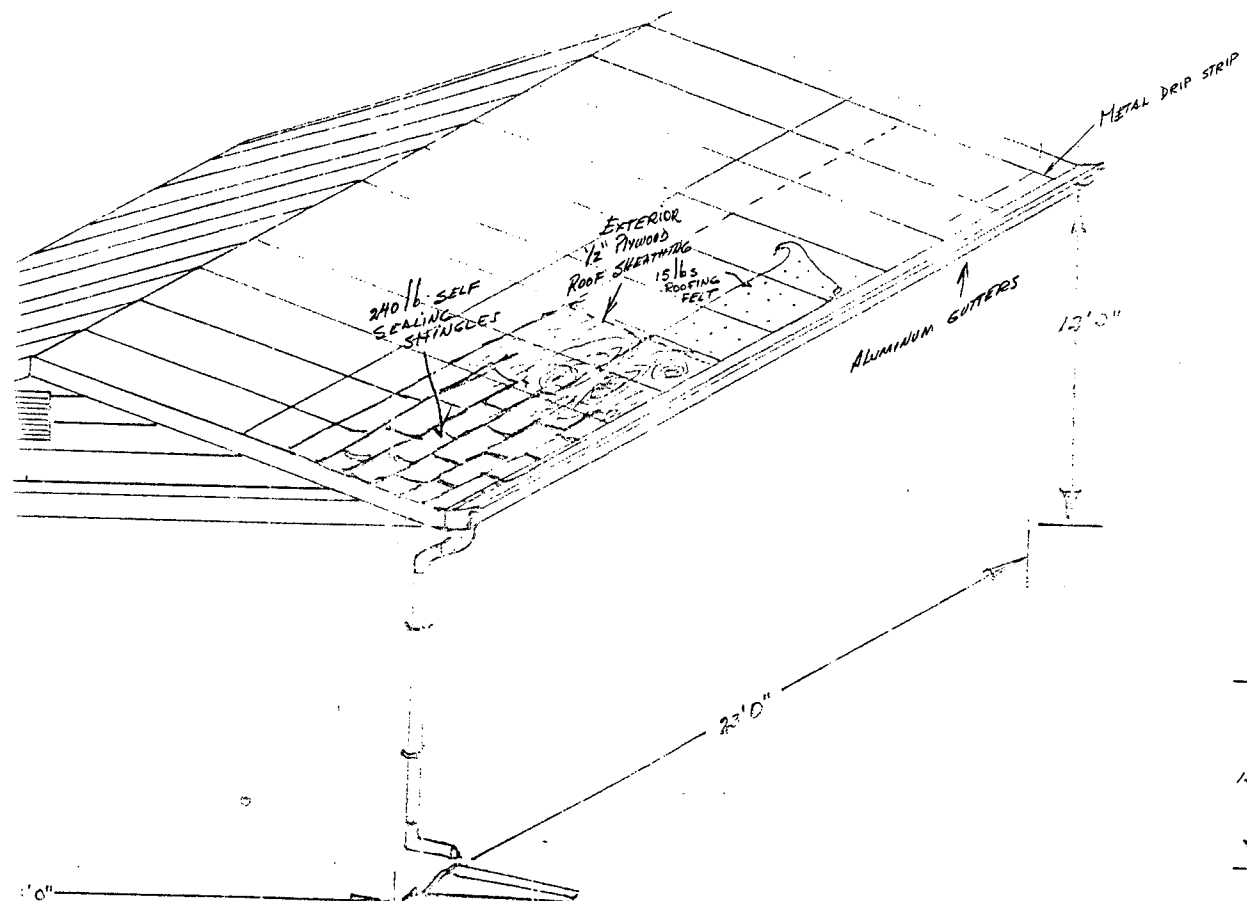 METAL DRIP STRIP
EXTERIOR
1/2" PLYWOOD
ROOF SHEATHING
15 lbs
ROOFING
FELT
240 lb SELF
SEALING
SHINGLES
ALUMINUM GUTTERS
23'0"
'0"